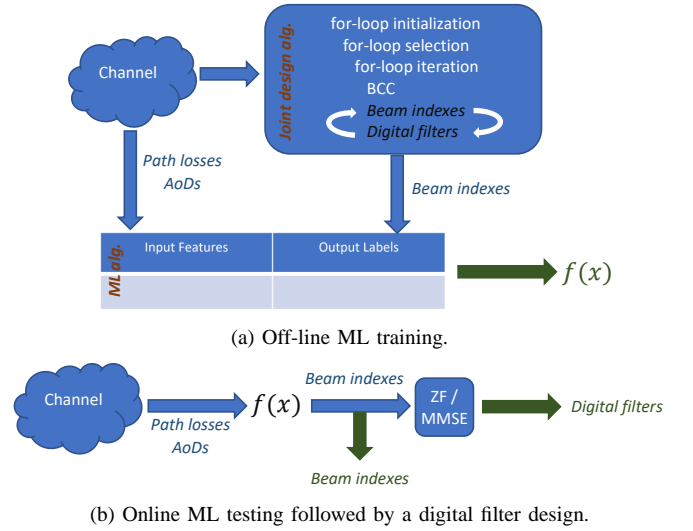 Channel
Joint design alg.
for-loop initialization
for-loop selection
for-loop iteration
BCC
Beam indexes
Digital filters
Path losses
AoDs
Beam indexes
ML alg.
Input Features
Output Labels
f(x)
(a) Off-line ML training.
Channel
Path losses
AoDs
f(x)
Beam indexes
Beam indexes
ZF /
MMSE
Digital filters
(b) Online ML testing followed by a digital filter design.